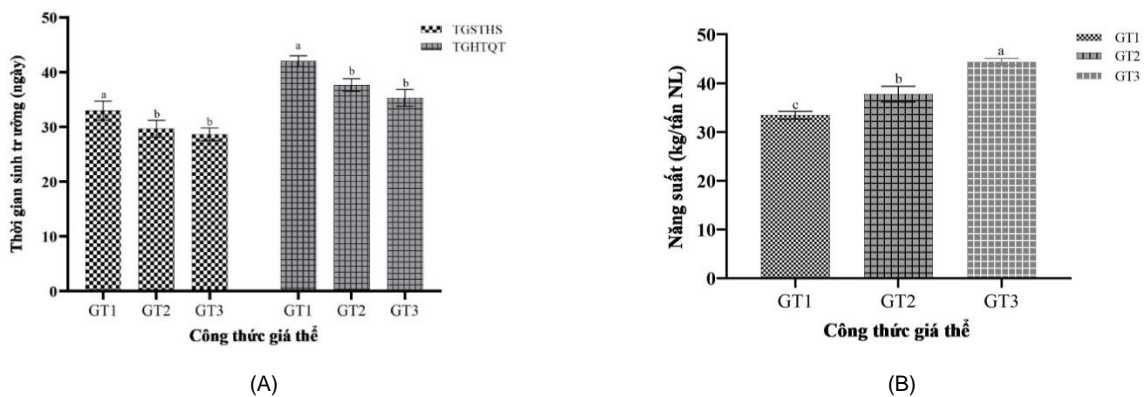 50
40
30
20
10
0
Thời gian sinh tr ưởng (ngày)
TGSTHS
TGHTQT
a
b
b
a
b
b
GT1 GT2 GT3 GT1 GT2 GT3
Công thức giá thể
(A)
50
40
30
20
10
0
Năng suất (kg/tấn NL)
GT1
GT2
GT3
c
b
a
GT1 GT2 GT3
Công thức giá thể
(B)